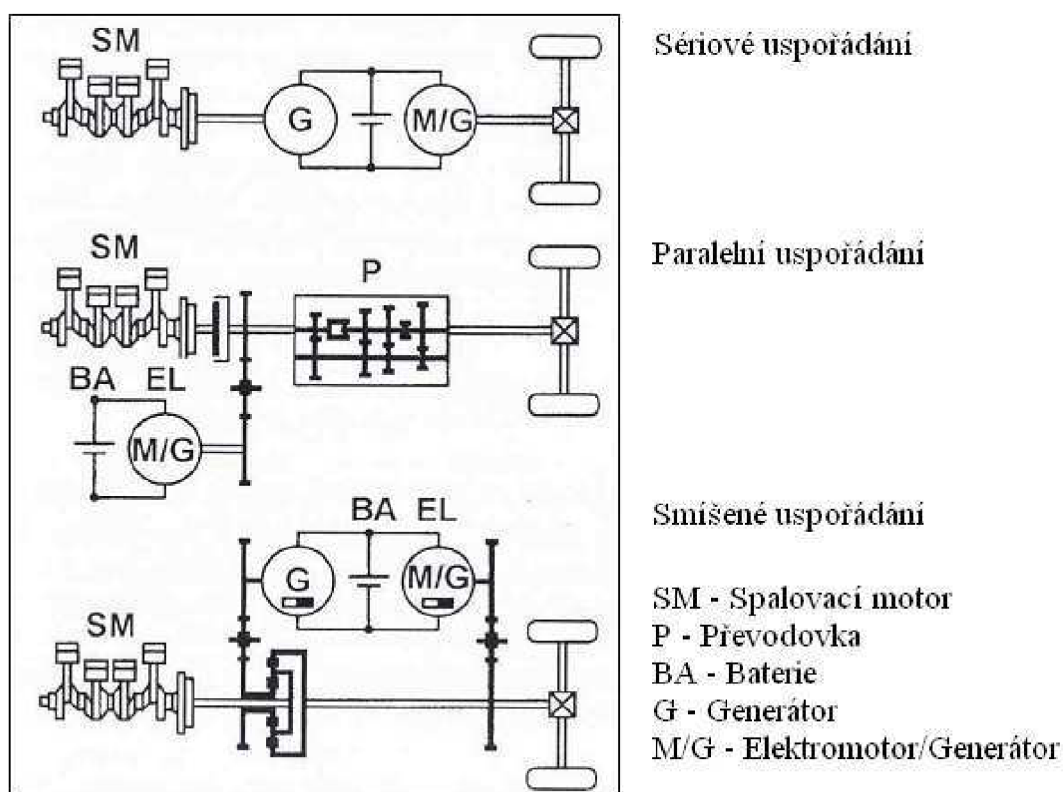 SM
G
M/G
Sériové uspořádání
SM
P
Paralelní uspořádání
BA EL
M/G
BA EL
Smíšené uspořádání
G
M/G
SM
SM - Spalovací motor
P - Převodovka
BA - Baterie
G - Generátor
M/G - Elektromotor/Generátor